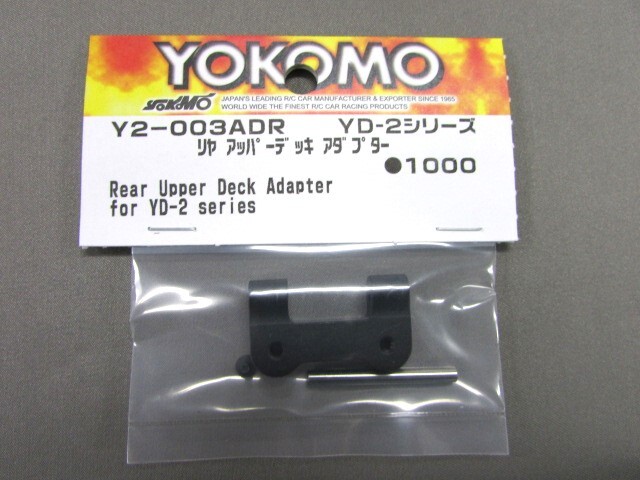 YOKOMO
YOKOMO JAPAN'S LEADING R/C CAR MANUFACTURER & EXPORTER SINCE 1965
WORLD WIDE THE FINEST R/C CAR RACING PRODUCTS
Y2-003ADR YD-2シリーズ
リヤ アッパーデッキ アダプター
●1000
Rear Upper Deck Adapter
for YD-2 series